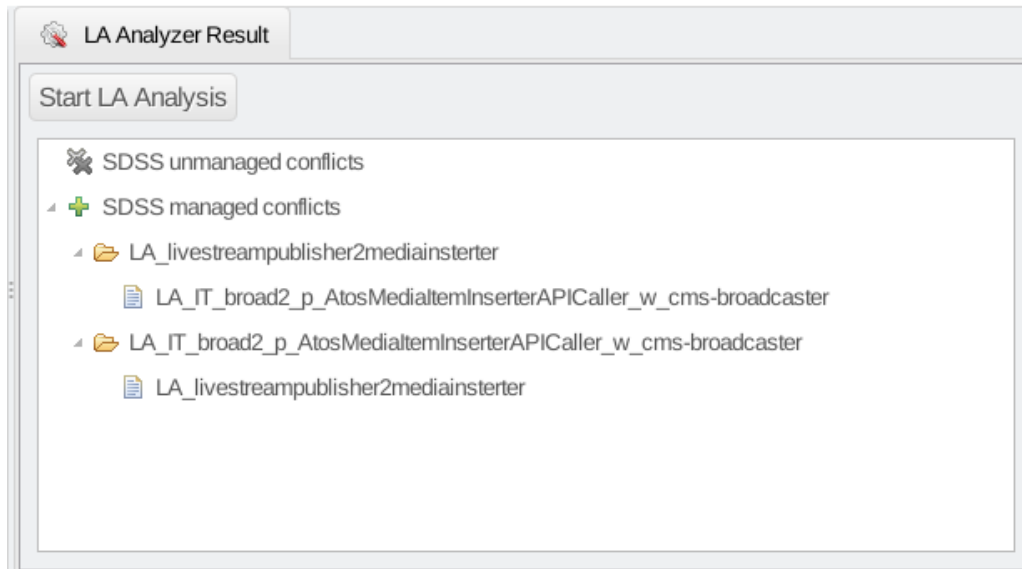 LA Analyzer Result
Start LA Analysis
SDSS unmanaged conflicts
SDSS managed conflicts
LA_livestreampublisher2mediainsterter
LA_IT_broad2_p_AtosMediaItemInserterAPICaller_w_cms-broadcaster
LA_IT_broad2_p_AtosMediaItemInserterAPICaller_w_cms-broadcaster
LA_livestreampublisher2mediainsterter